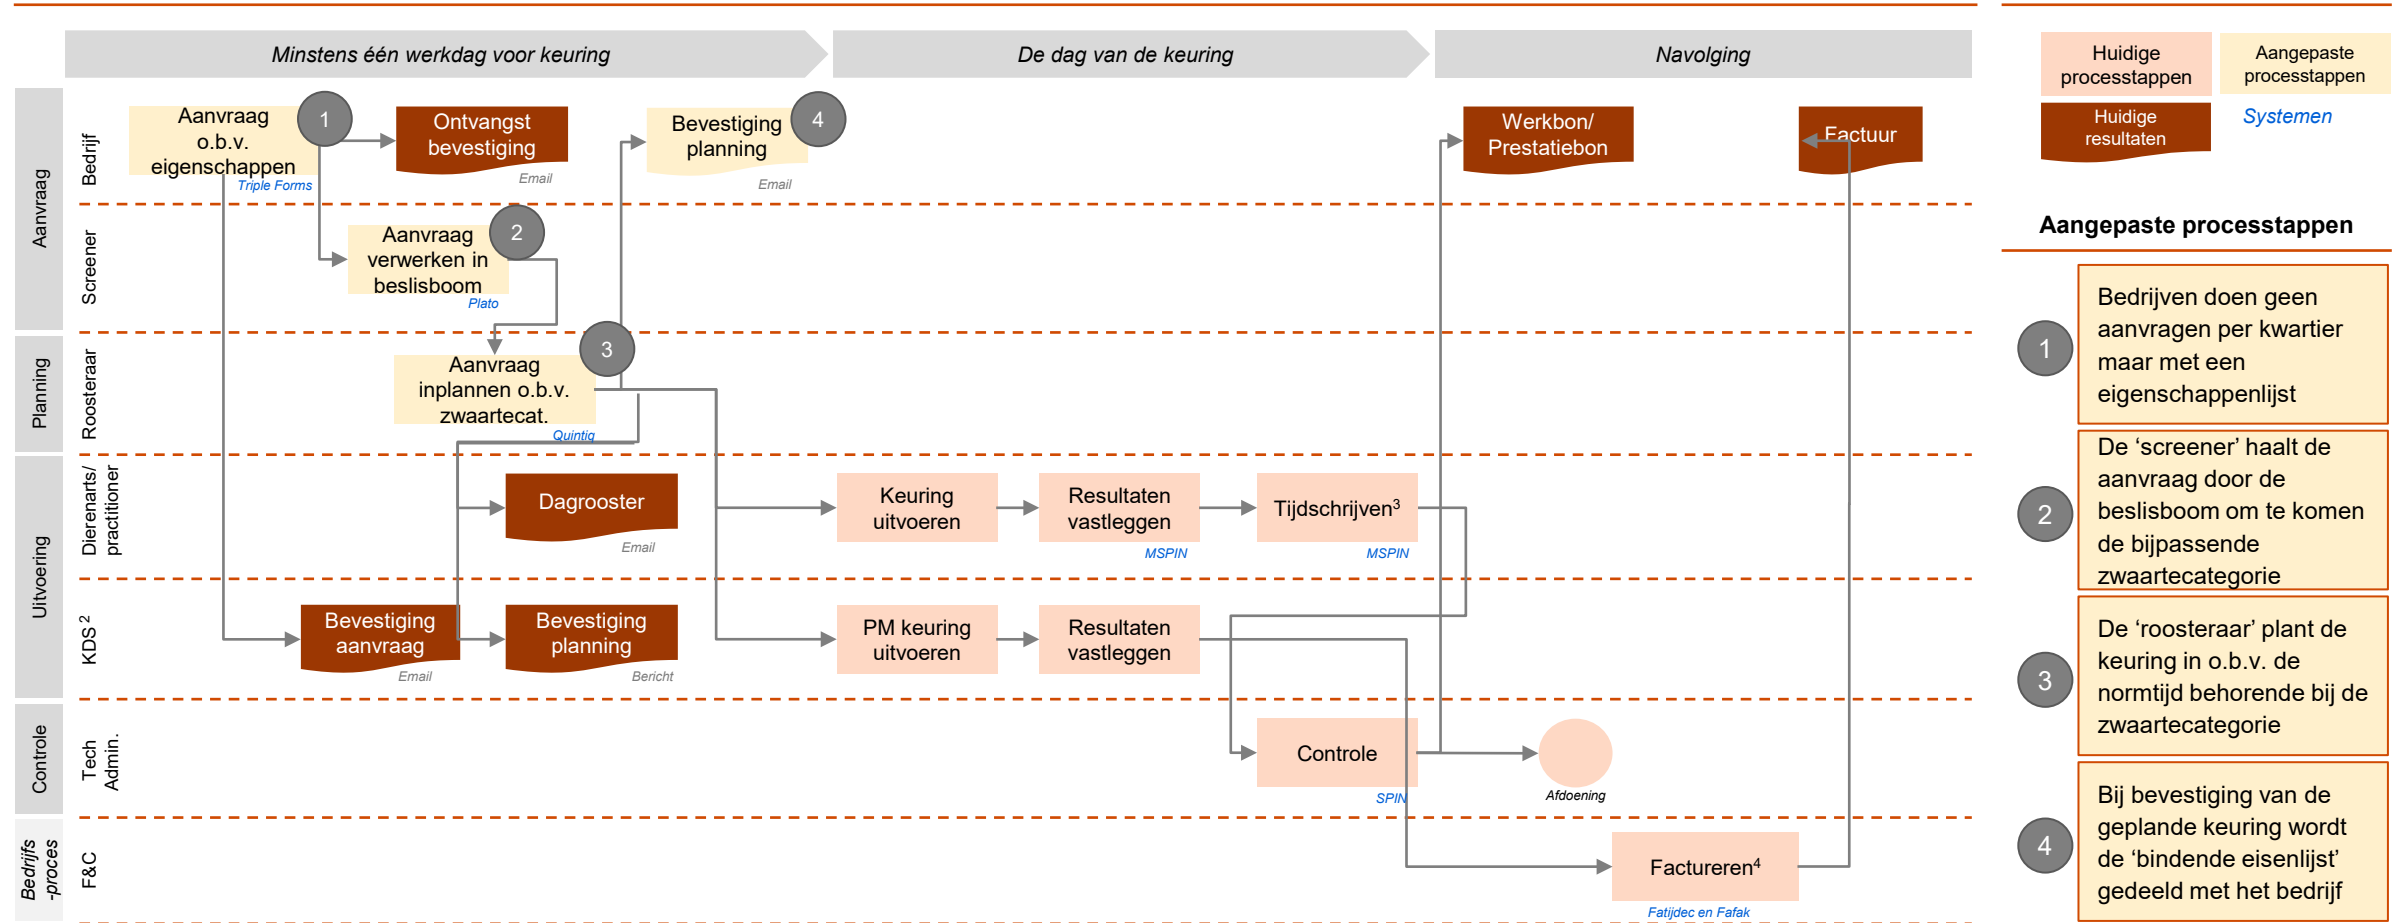 Minstens één werkdag voor keuring
De dag van de keuring
Navolging
Huidige
processtappen
Aangepaste
processtappen
Huidige
resultaten
Systemen
Aanvraag
Bedrijf
Aanvraag
o.b.v.
eigenschappen
1
Triple Forms
Ontvangst
bevestiging
Email
Bevestiging
planning
4
Email
Werkbon/
Prestatiebon
Factuur
Screener
Aanvraag
verwerken in
beslisboom
2
Plato
Planning
Roosteraar
Aanvraag
inplannen o.b.v.
zwaartecat.
3
Quintiq
Uitvoering
Dierenarts/
practitioner
Dagrooster
Email
Keuring
uitvoeren
Resultaten
vastleggen
MSPIN
Tijdschrijven3
MSPIN
KDS 2
Bevestiging
aanvraag
Email
Bevestiging
planning
Bericht
PM keuring
uitvoeren
Resultaten
vastleggen
Controle
Tech
Admin.
Controle
SPIN
Afdoening
Bedrijfs
-proces
F&C
Factureren4
Fatijdec en Fafak
Aangepaste processtappen
1
Bedrijven doen geen
aanvragen per kwartier
maar met een
eigenschappenlijst
2
De ‘screener’ haalt de
aanvraag door de
beslisboom om te komen
de bijpassende
zwaartecategorie
3
De ‘roosteraar’ plant de
keuring in o.b.v. de
normtijd behorende bij de
zwaartecategorie
4
Bij bevestiging van de
geplande keuring wordt
de ‘bindende eisenlijst’
gedeeld met het bedrijf